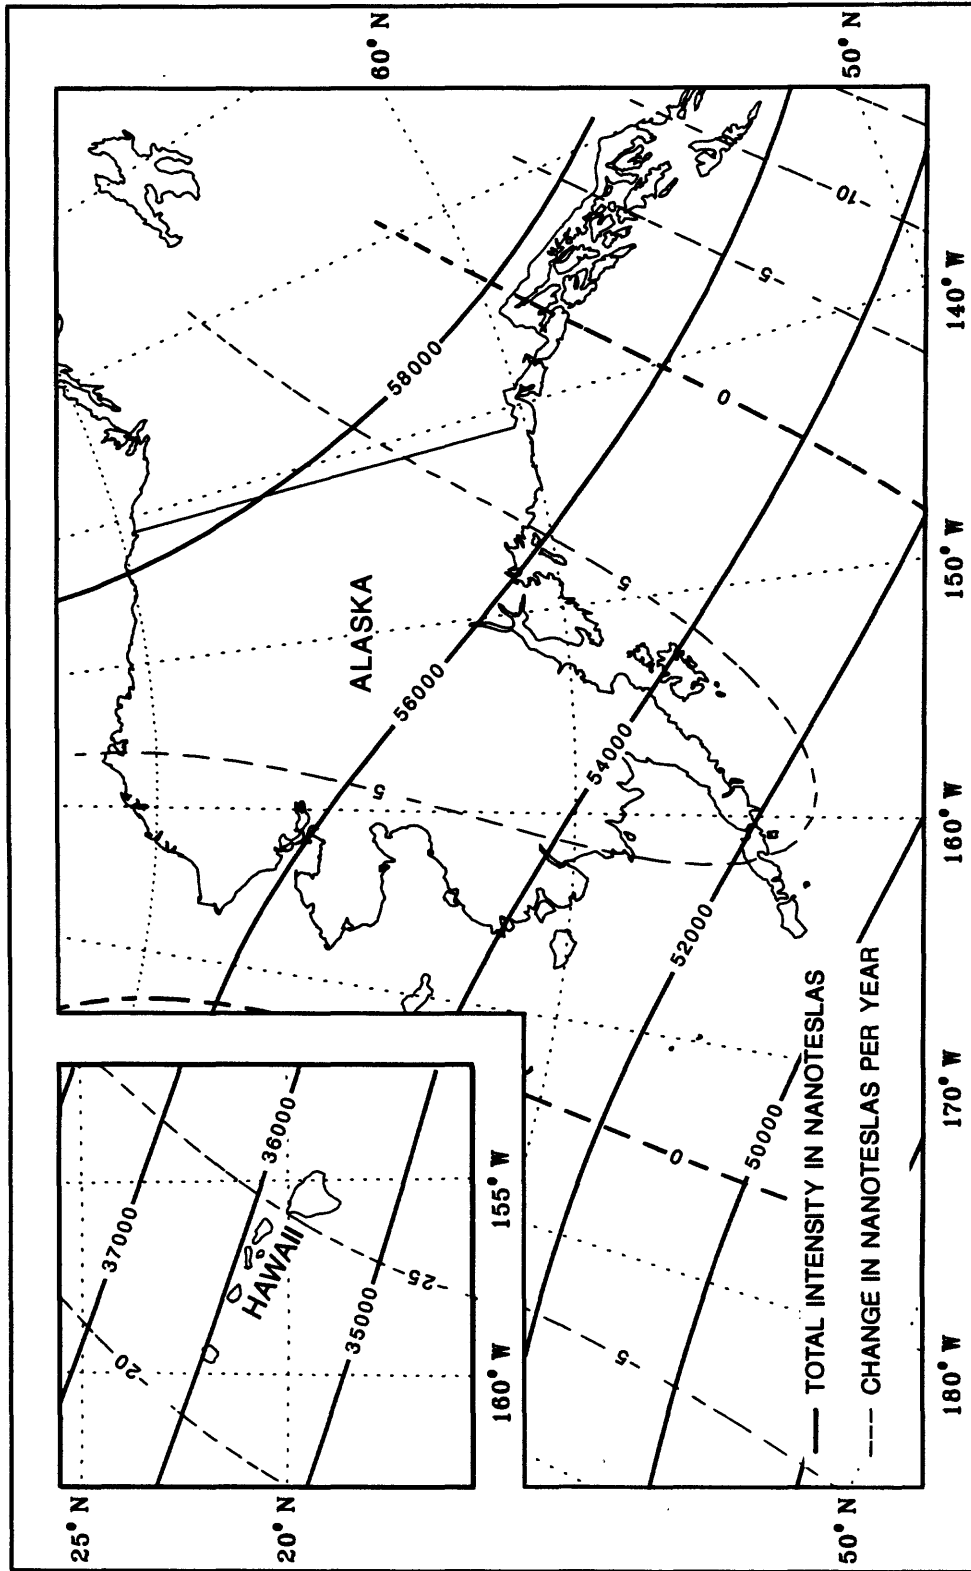 25° N
20° N
160° W
155° W
37000
36000
35000
20
25
HAWAII
60° N
50° N
58000
56000
54000
52000
50000
ALASKA
5
5
0
5
10
0
5
TOTAL INTENSITY IN NANOTESLAS
CHANGE IN NANOTESLAS PER YEAR
50° N
180° W
170° W
160° W
150° W
140° W